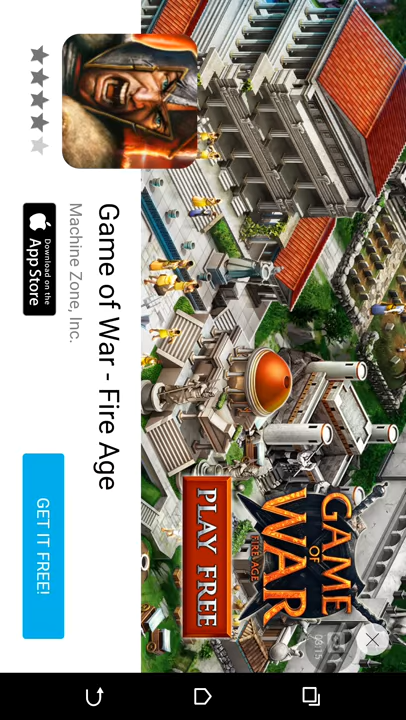 GAME
OF
WAR
FIRE AGE
PLAY FREE
Game of War - Fire Age
Machine Zone, Inc.
Download on the
App Store
GET IT FREE!